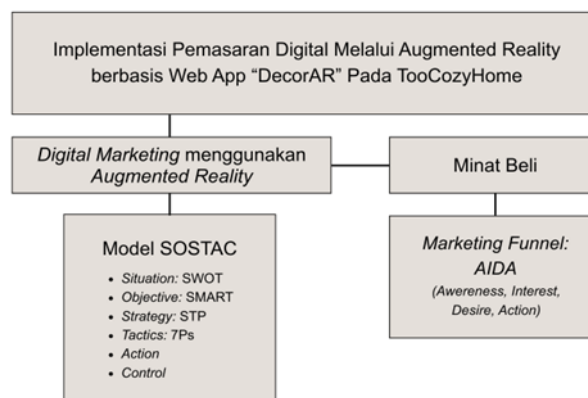 Implementasi Pemasaran Digital Melalui Augmented Reality
berbasis Web App “DecorAR” Pada TooCozyHome
Digital Marketing menggunakan
Augmented Reality
Minat Beli
Model SOSTAC
• Situation: SWOT
• Objective: SMART
• Strategy: STP
• Tactics: 7Ps
• Action
• Control
Marketing Funnel:
AIDA
(Awereness, Interest,
Desire, Action)